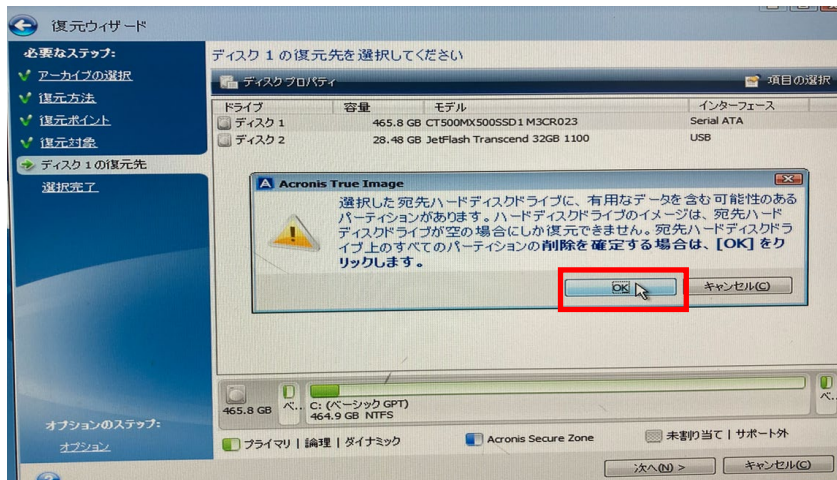 復元ウィザード
必要なステップ:
アーカイブの選択
復元方法
復元ポイント
復元対象
ディスク 1 の復元先
選択完了
オプションのステップ:
オプション
ディスク 1 の復元先を選択してください
ディスク プロパティ
項目の選択
ドライブ 容量 モデル インターフェース
ディスク 1 465.8 GB CT500MX500SSD1 M3CR023 Serial ATA
ディスク 2 28.48 GB JetFlash Transcend 32GB 1100 USB
Acronis True Image
選択した宛先ハードディスクドライブに、有用なデータを含む可能性のある
パーティションがあります。ハードディスクドライブのイメージは、宛先ハード
ディスクドライブが空の場合にしか復元できません。宛先ハードディスクドラ
イブ上のすべてのパーティションの削除を確定する場合は、[OK] をク
リックします。
OK キャンセル(C)
465.8 GB
ベ..
C: (ベーシック GPT)
464.9 GB NTFS
ベ..
プライマリ | 論理 | ダイナミック Acronis Secure Zone 未割り当て | サポート外
次へ(N) > キャンセル(C)